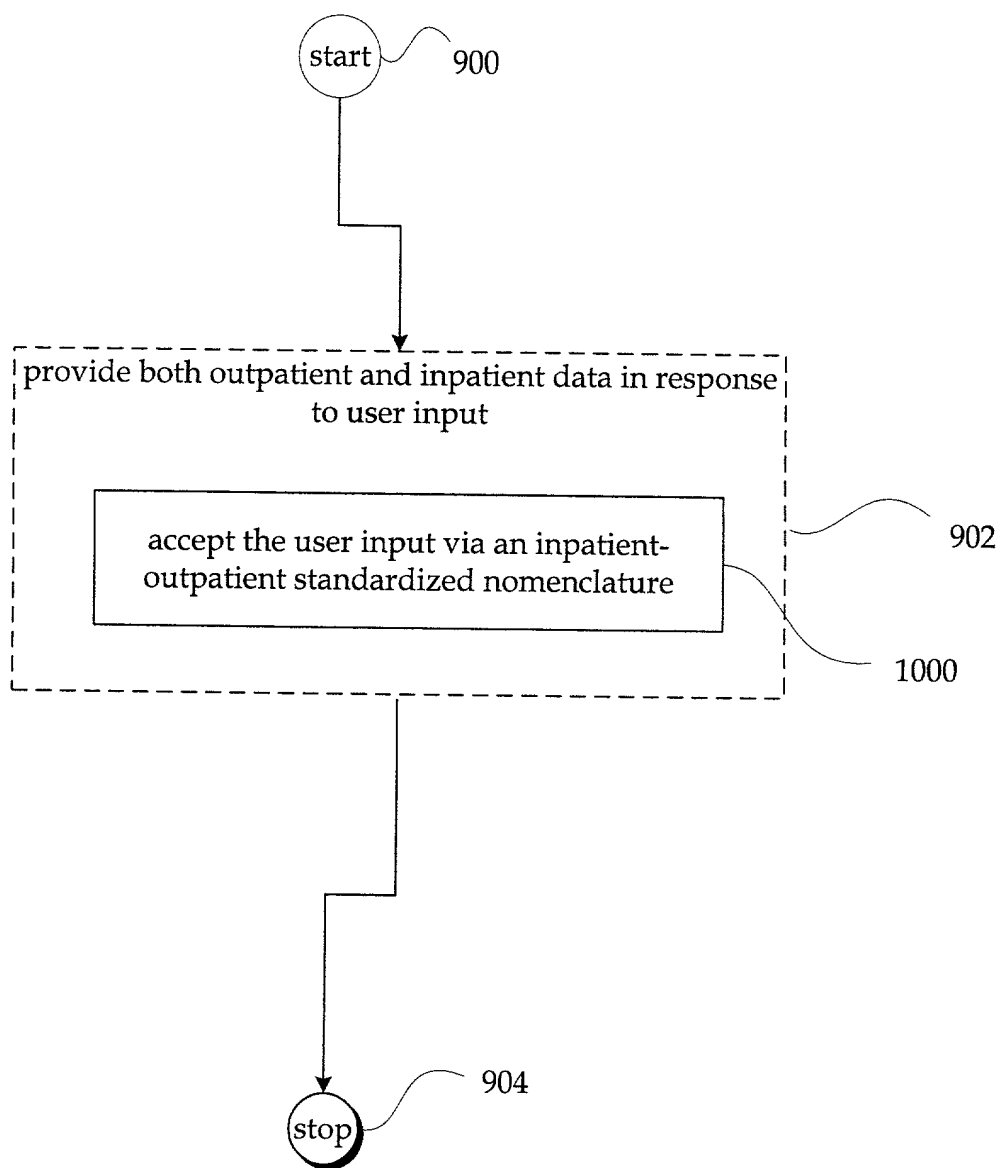 start
900
provide both outpatient and inpatient data in response
to user input
accept the user input via an inpatient-
outpatient standardized nomenclature
902
1000
904
stop